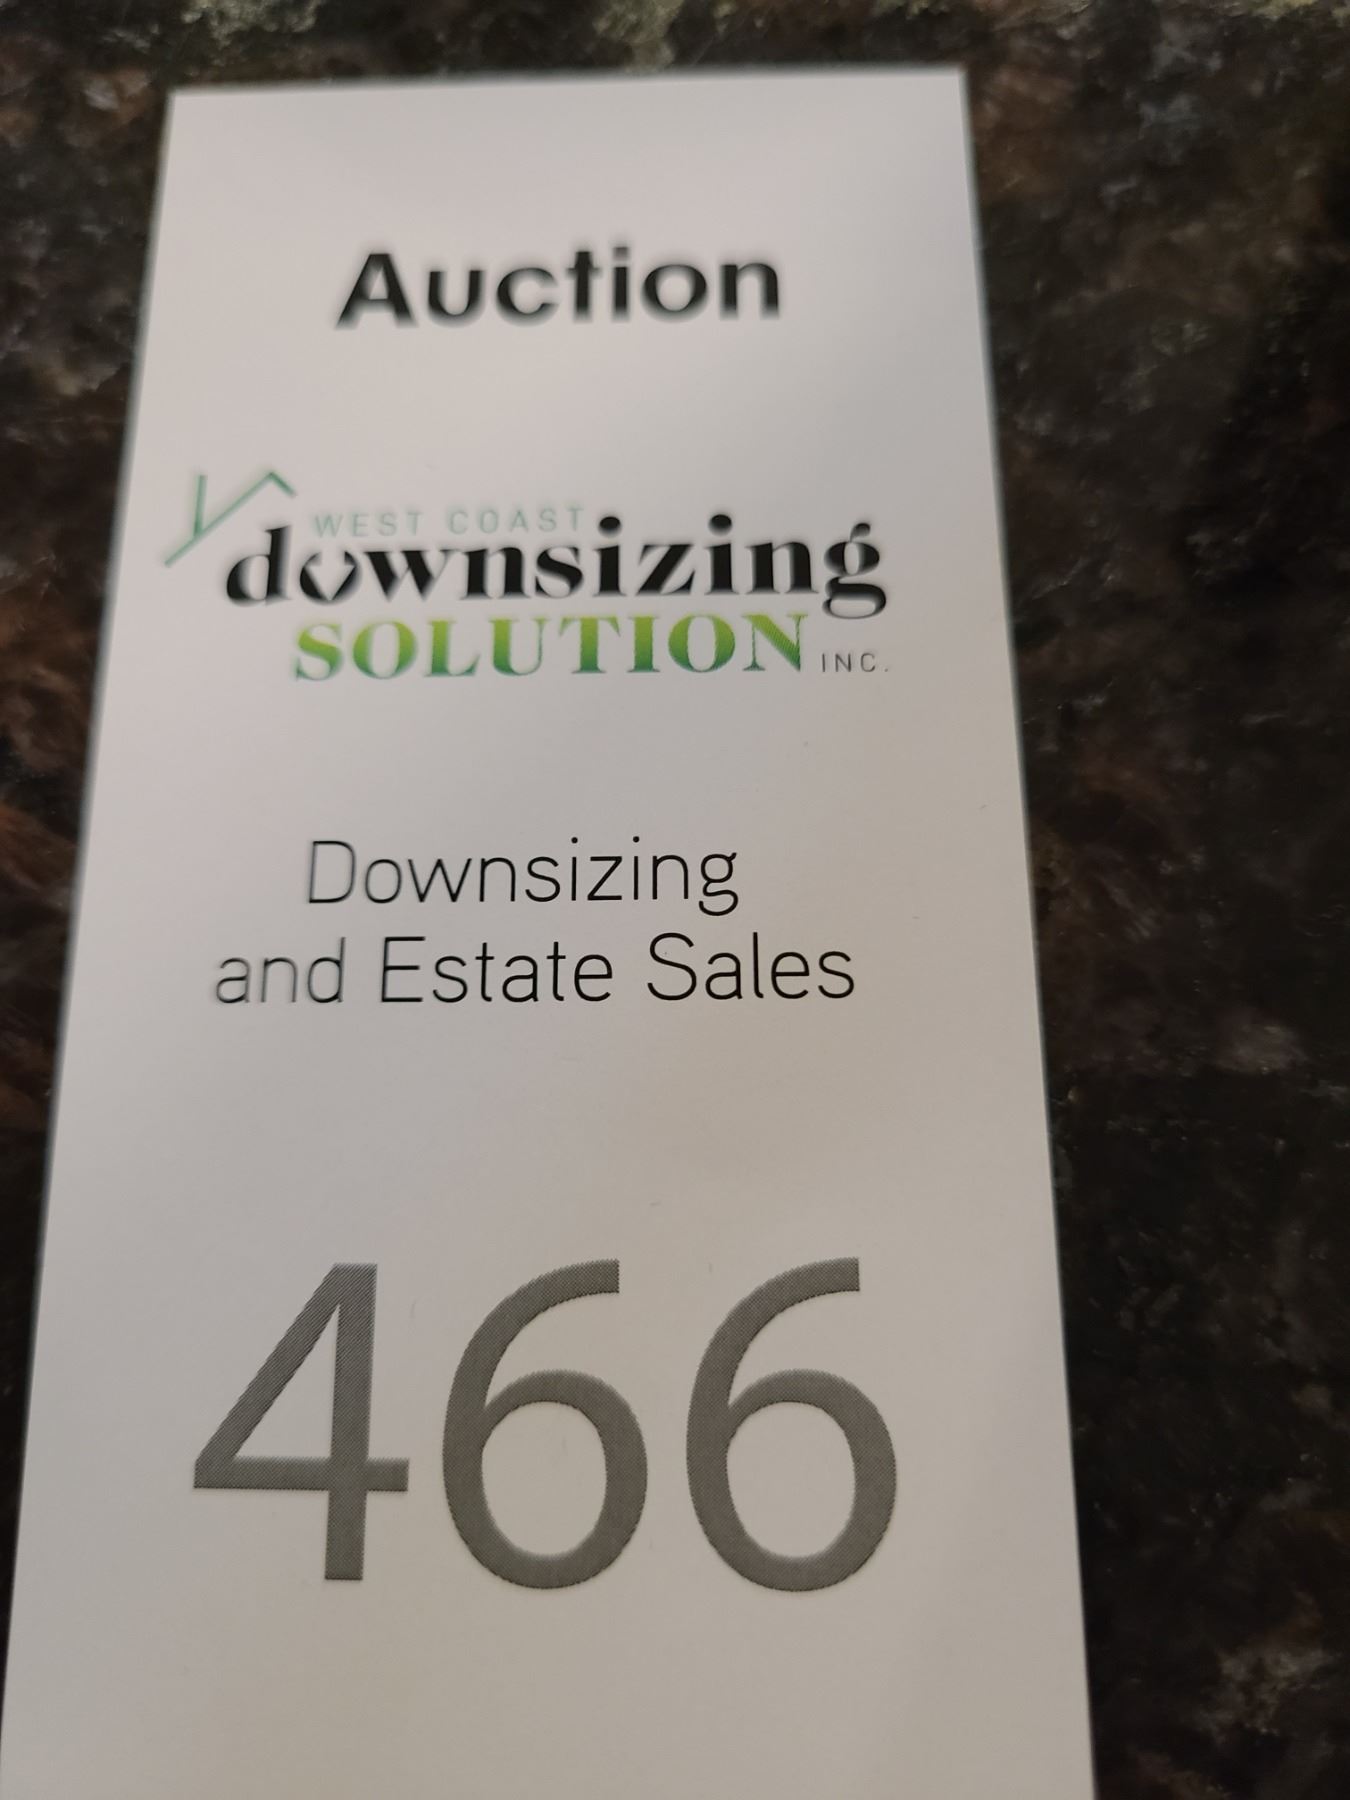 Auction
WEST COAST
downsizing
SOLUTION INC.
Downsizing
and Estate Sales
466